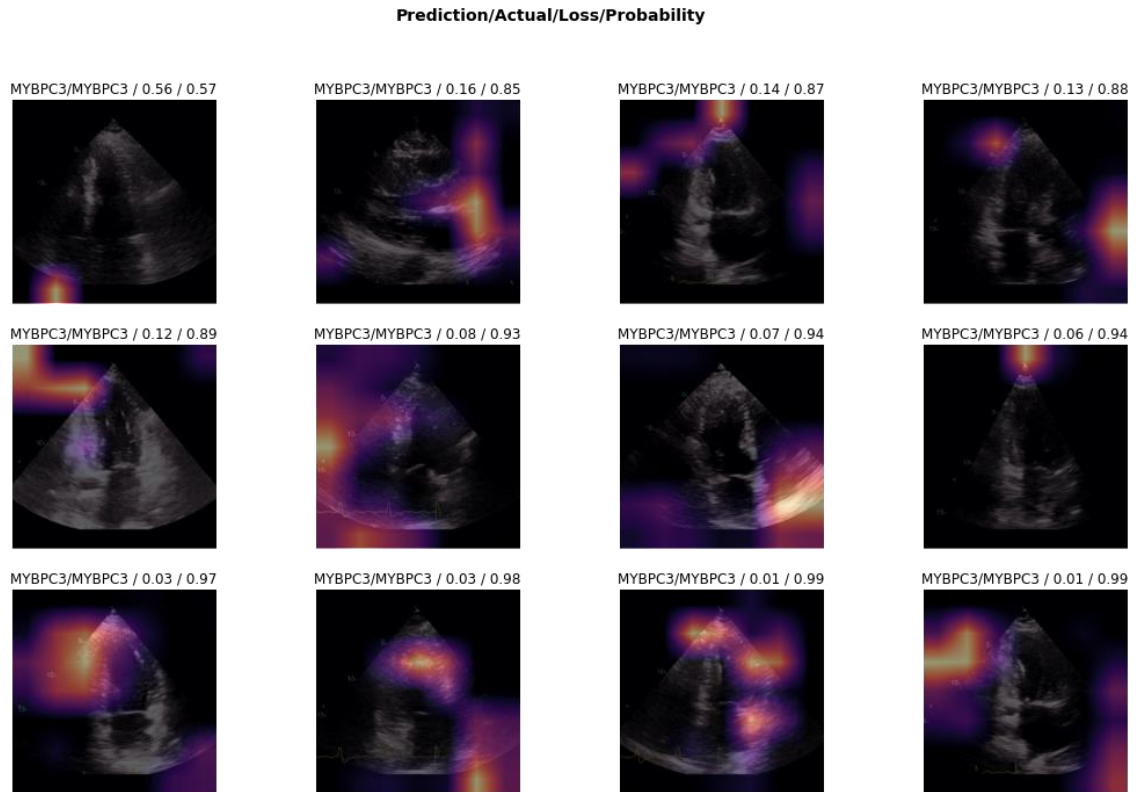 Prediction/Actual/Loss/Probability
MYBPC3/MYBPC3 / 0.56 / 0.57
MYBPC3/MYBPC3 / 0.16 / 0.85
MYBPC3/MYBPC3 / 0.14 / 0.87
MYBPC3/MYBPC3 / 0.13 / 0.88
MYBPC3/MYBPC3 / 0.12 / 0.89
MYBPC3/MYBPC3 / 0.08 / 0.93
MYBPC3/MYBPC3 / 0.07 / 0.94
MYBPC3/MYBPC3 / 0.06 / 0.94
MYBPC3/MYBPC3 / 0.03 / 0.97
MYBPC3/MYBPC3 / 0.03 / 0.98
MYBPC3/MYBPC3 / 0.01 / 0.99
MYBPC3/MYBPC3 / 0.01 / 0.99